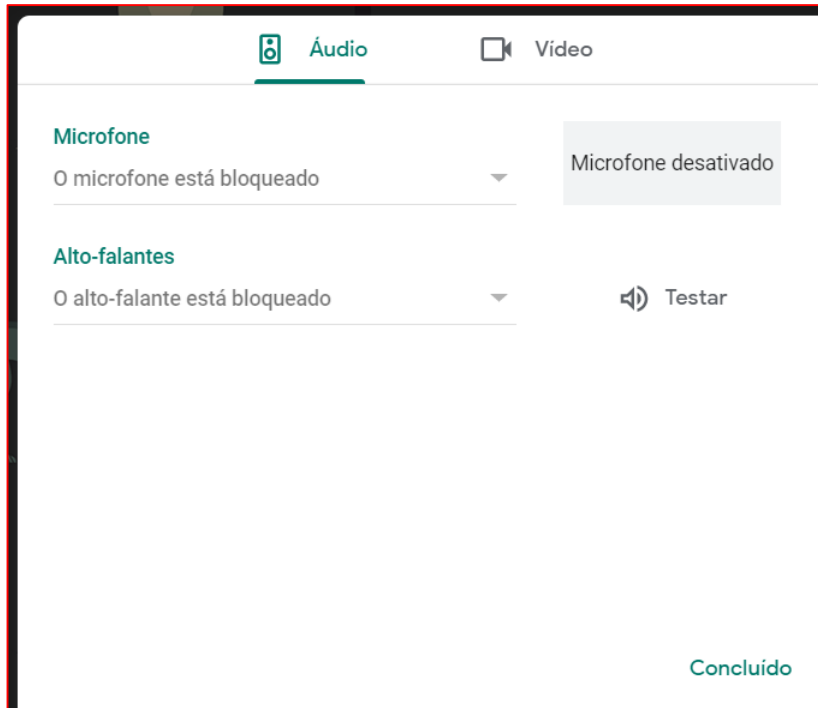 Áudio
Vídeo
Microfone
O microfone está bloqueado
Microfone desativado
Alto-falantes
O alto-falante está bloqueado
Testar
Concluído